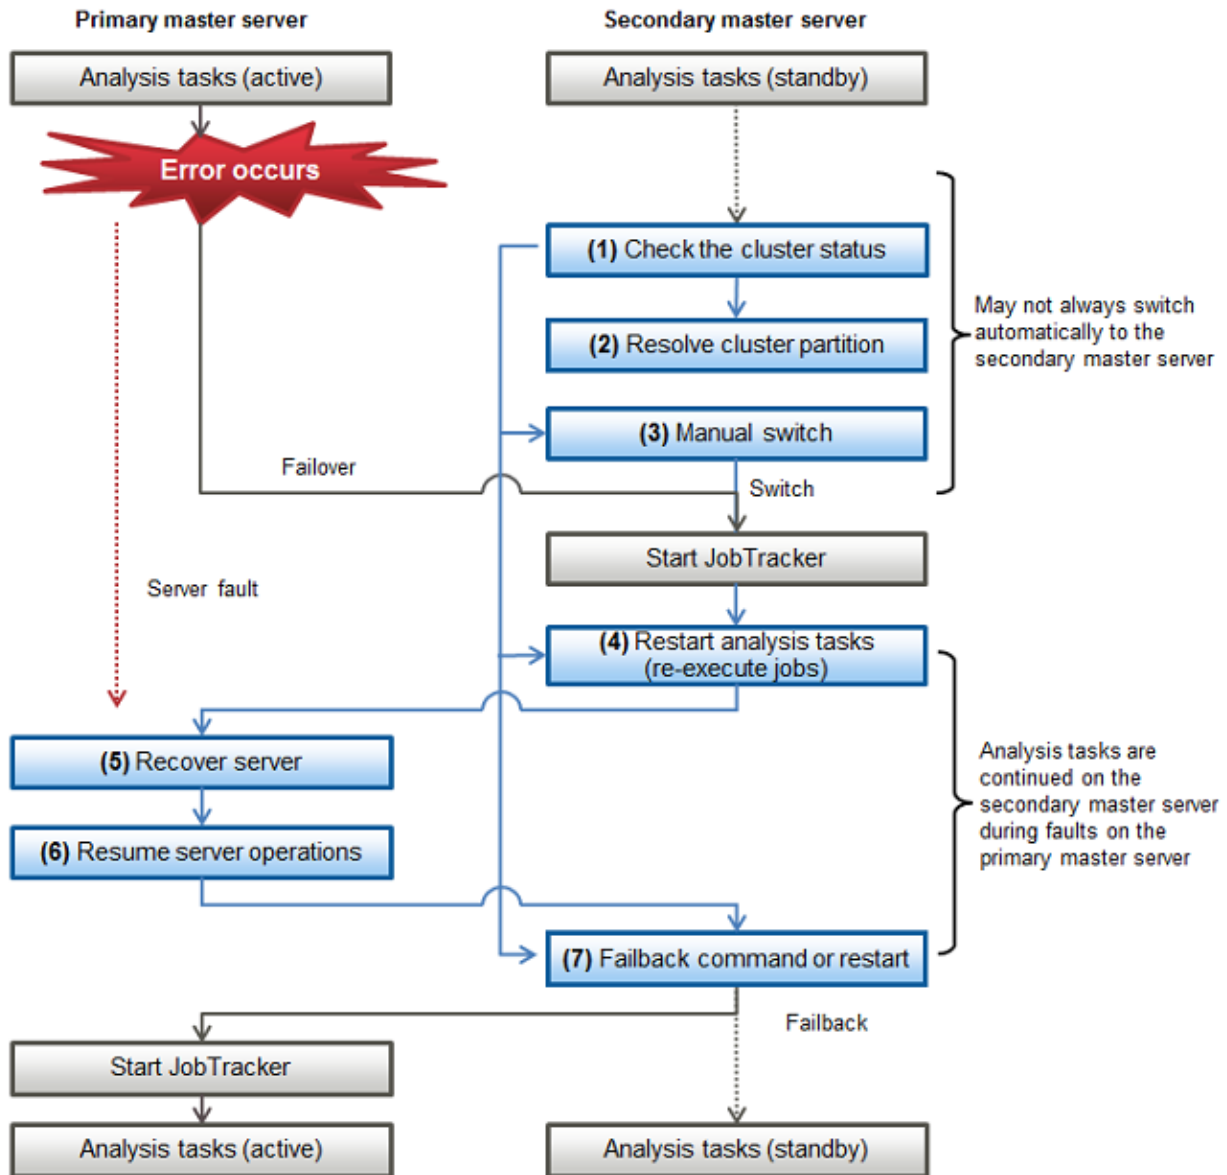 Primary master server
Secondary master server
Analysis tasks (active)
Analysis tasks (standby)
Error occurs
(1) Check the cluster status
(2) Resolve cluster partition
May not always switch
automatically to the
secondary master server
(3) Manual switch
Failover
Switch
Start JobTracker
Server fault
(4) Restart analysis tasks
(re-execute jobs)
(5) Recover server
Analysis tasks are
continued on the
secondary master server
during faults on the
primary master server
(6) Resume server operations
(7) Failback command or restart
Failback
Start JobTracker
Analysis tasks (active)
Analysis tasks (standby)